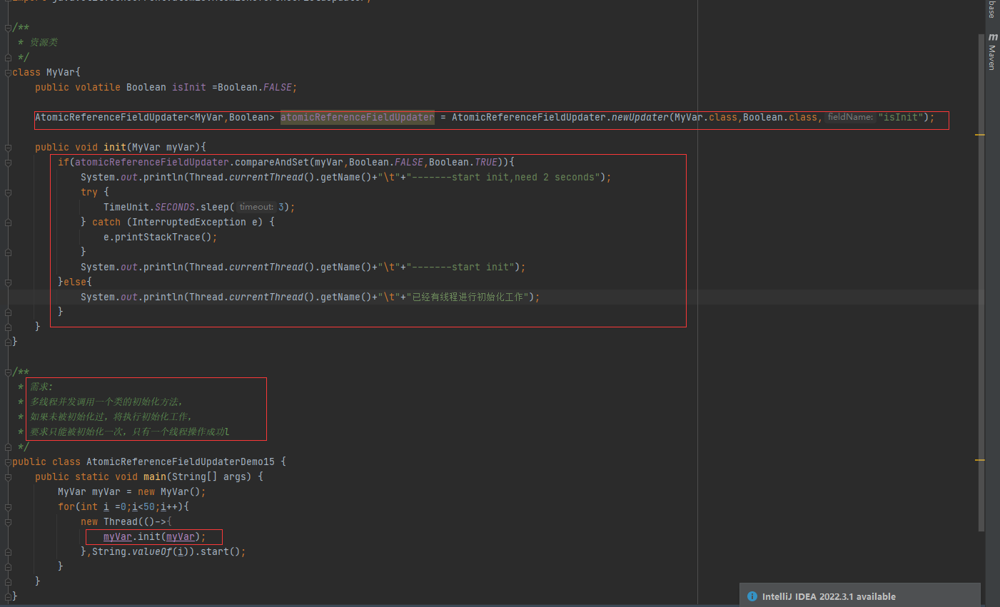 import java.util.concurrent.atomic.AtomicReferenceFieldUpdater;
/**
* 资源类
*/
class MyVar{
public volatile Boolean isInit =Boolean.FALSE;
AtomicReferenceFieldUpdater<MyVar,Boolean> atomicReferenceFieldUpdater = AtomicReferenceFieldUpdater.newUpdater(MyVar.class,Boolean.class, fieldName: "isInit");
public void init(MyVar myVar){
if(atomicReferenceFieldUpdater.compareAndSet(myVar,Boolean.FALSE,Boolean.TRUE)){
System.out.println(Thread.currentThread().getName()+"\t"+"-------start init,need 2 seconds");
try {
TimeUnit.SECONDS.sleep( timeout: 3);
} catch (InterruptedException e) {
e.printStackTrace();
}
System.out.println(Thread.currentThread().getName()+"\t"+"-------start init");
}else{
System.out.println(Thread.currentThread().getName()+"\t"+"已经有线程进行初始化工作");
}
}
}
/**
* 需求：
* 多线程并发调用一个类的初始化方法，
* 如果未被初始化过，将执行初始化工作，
* 要求只能被初始化一次，只有一个线程操作成功l
*/
public class AtomicReferenceFieldUpdaterDemo15 {
public static void main(String[] args) {
MyVar myVar = new MyVar();
for(int i =0;i<50;i++){
new Thread(()->{
myVar.init(myVar);
},String.valueOf(i)).start();
}
}
}
base
m Maven
IntelliJ IDEA 2022.3.1 available